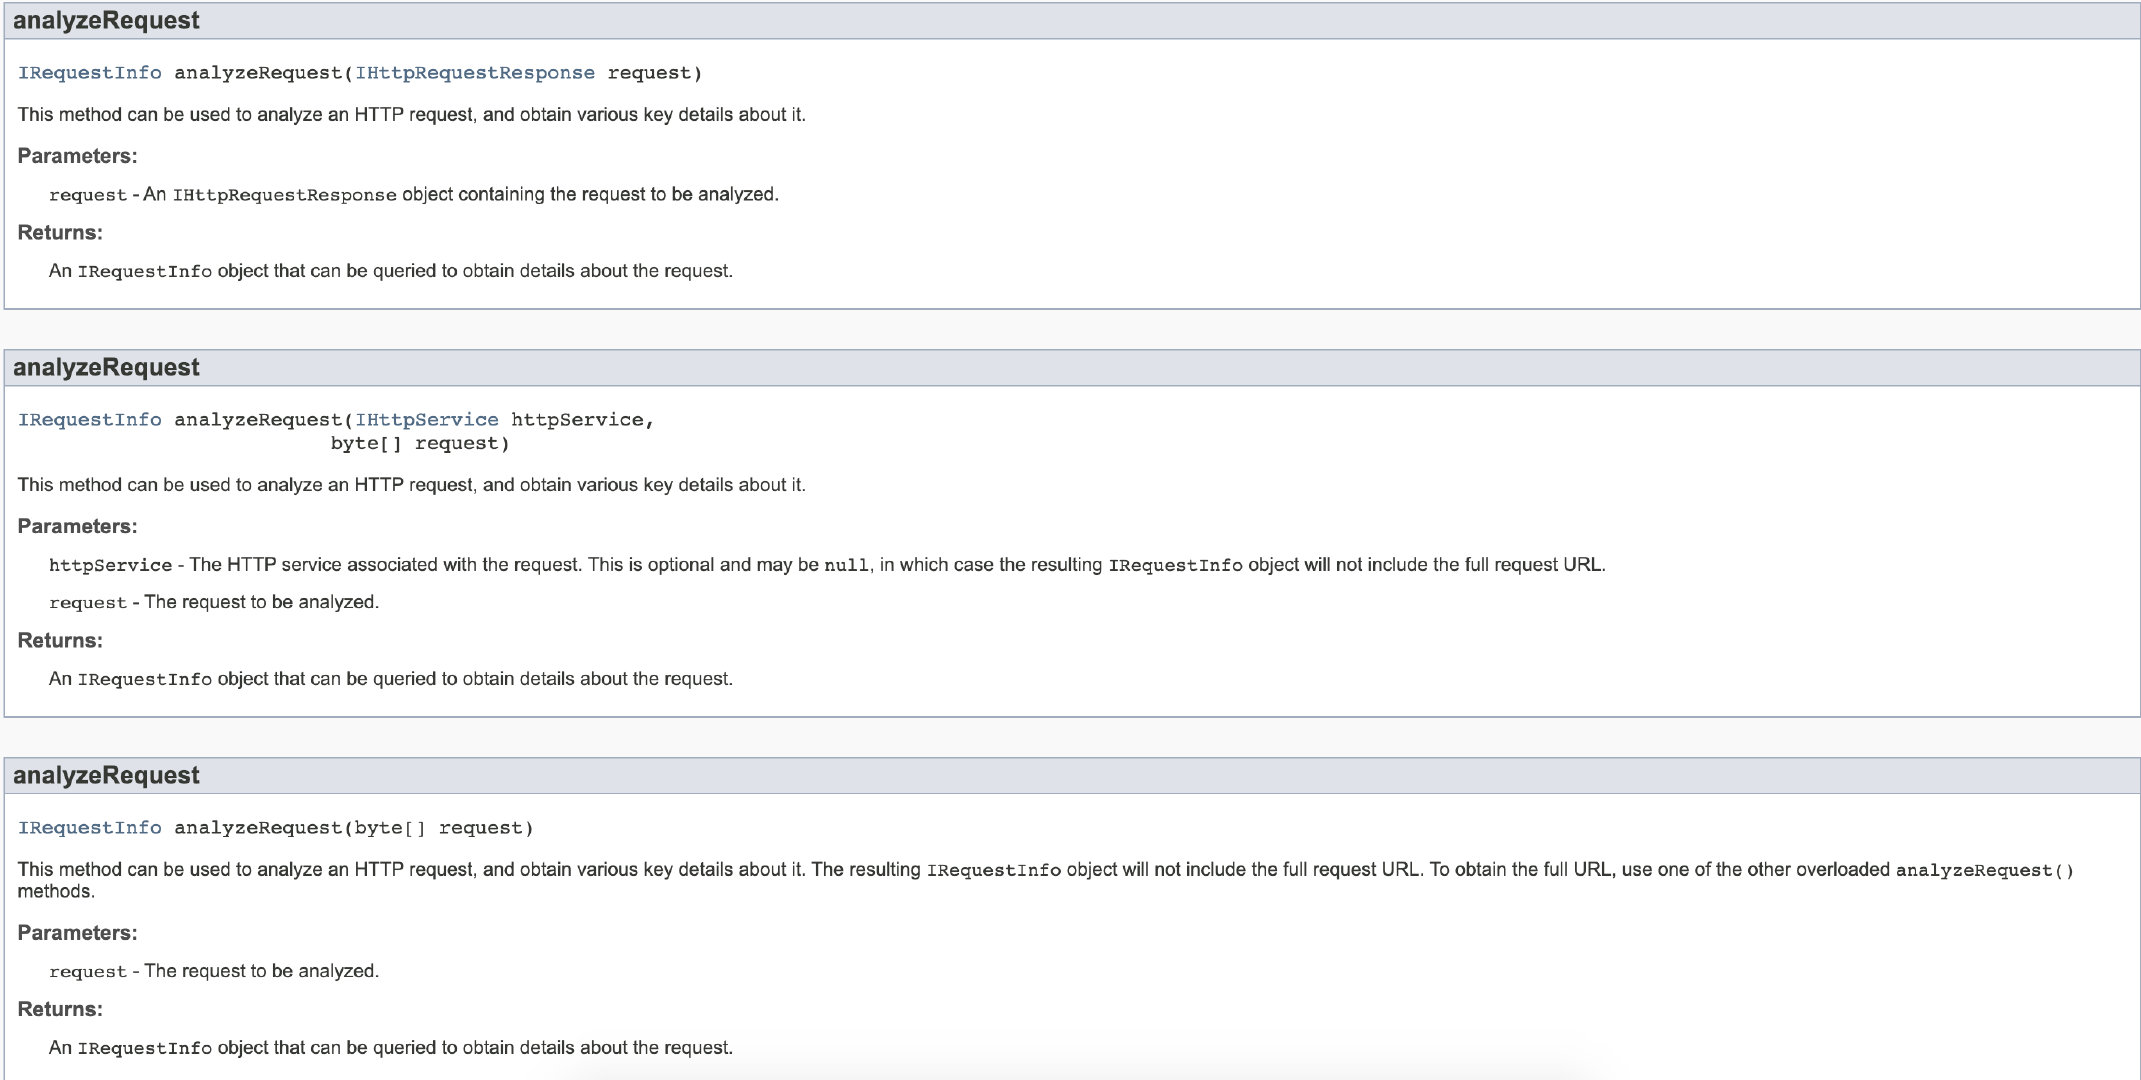 analyzeRequest
IRequestInfo analyzeRequest(IHttpRequestResponse request)
This method can be used to analyze an HTTP request, and obtain various key details about it.
Parameters:
request - An IHttpRequestResponse object containing the request to be analyzed.
Returns:
An IRequestInfo object that can be queried to obtain details about the request.
analyzeRequest
IRequestInfo analyzeRequest(IHttpService httpService,
byte[] request)
This method can be used to analyze an HTTP request, and obtain various key details about it.
Parameters:
httpService - The HTTP service associated with the request. This is optional and may be null, in which case the resulting IRequestInfo object will not include the full request URL.
request - The request to be analyzed.
Returns:
An IRequestInfo object that can be queried to obtain details about the request.
analyzeRequest
IRequestInfo analyzeRequest(byte[] request)
This method can be used to analyze an HTTP request, and obtain various key details about it. The resulting IRequestInfo object will not include the full request URL. To obtain the full URL, use one of the other overloaded analyzeRequest()
methods.
Parameters:
request - The request to be analyzed.
Returns:
An IRequestInfo object that can be queried to obtain details about the request.